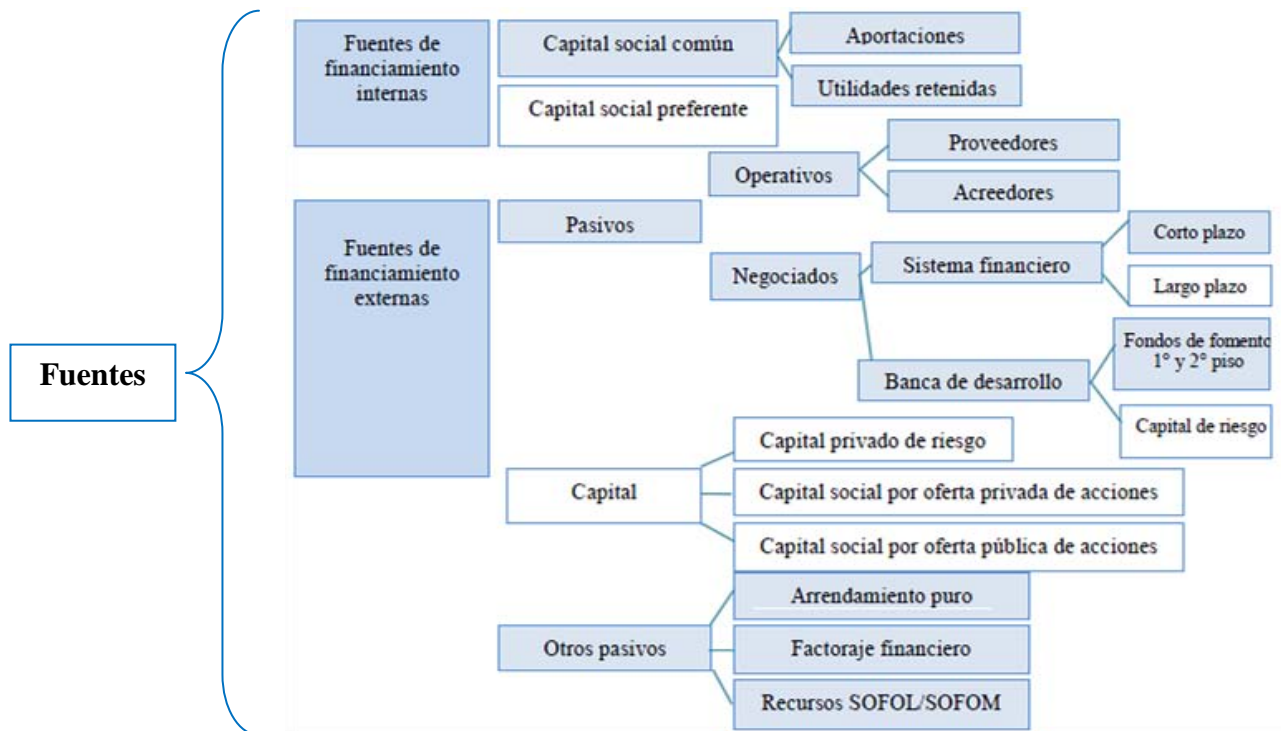 Fuentes
Fuentes de
financiamiento
internas
Capital social común
Aportaciones
Utilidades retenidas
Capital social preferente
Fuentes de
financiamiento
externas
Pasivos
Operativos
Proveedores
Acreedores
Negociados
Sistema financiero
Corto plazo
Largo plazo
Banca de desarrollo
Fondos de fomento
1° y 2° piso
Capital de riesgo
Capital
Capital privado de riesgo
Capital social por oferta privada de acciones
Capital social por oferta pública de acciones
Otros pasivos
Arrendamiento puro
Factoraje financiero
Recursos SOFOL/SOFOM